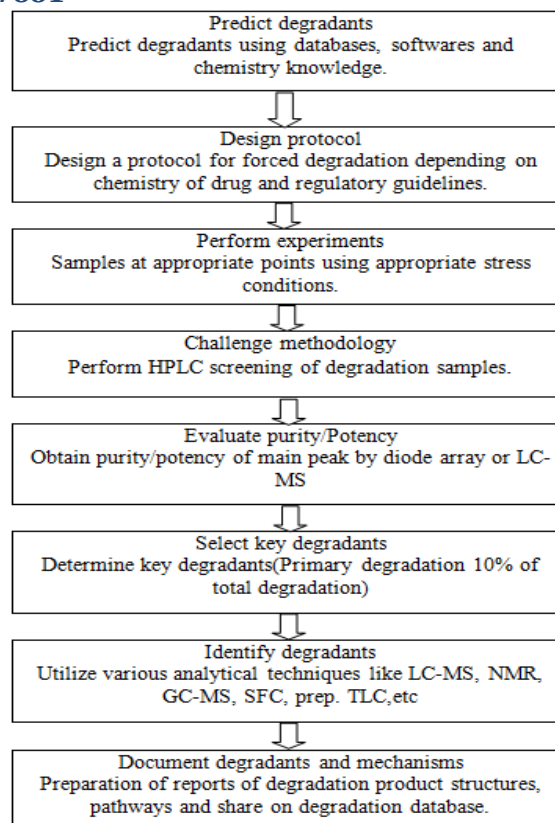 Predict degradants
Predict degradants using databases, softwares and
chemistry knowledge.
Design protocol
Design a protocol for forced degradation depending on
chemistry of drug and regulatory guidelines.
Perform experiments
Samples at appropriate points using appropriate stress
conditions.
Challenge methodology
Perform HPLC screening of degradation samples.
Evaluate purity/Potency
Obtain purity/potency of main peak by diode array or LC-
MS
Select key degradants
Determine key degradants(Primary degradation 10% of
total degradation)
Identify degradants
Utilize various analytical techniques like LC-MS, NMR,
GC-MS, SFC, prep. TLC,etc
Document degradants and mechanisms
Preparation of reports of degradation product structures,
pathways and share on degradation database.